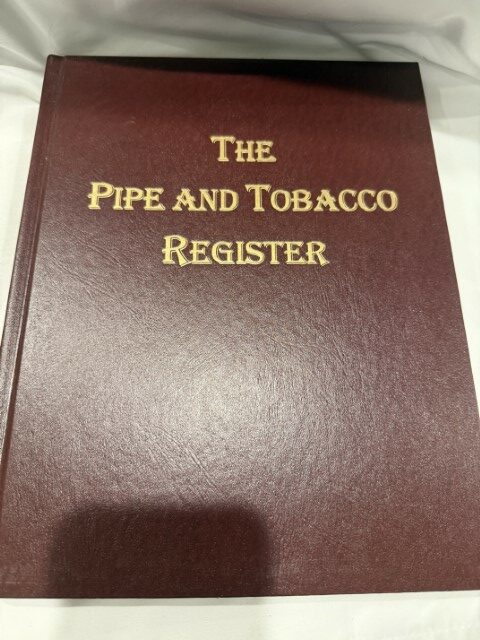 The
Pipe and Tobacco
Register